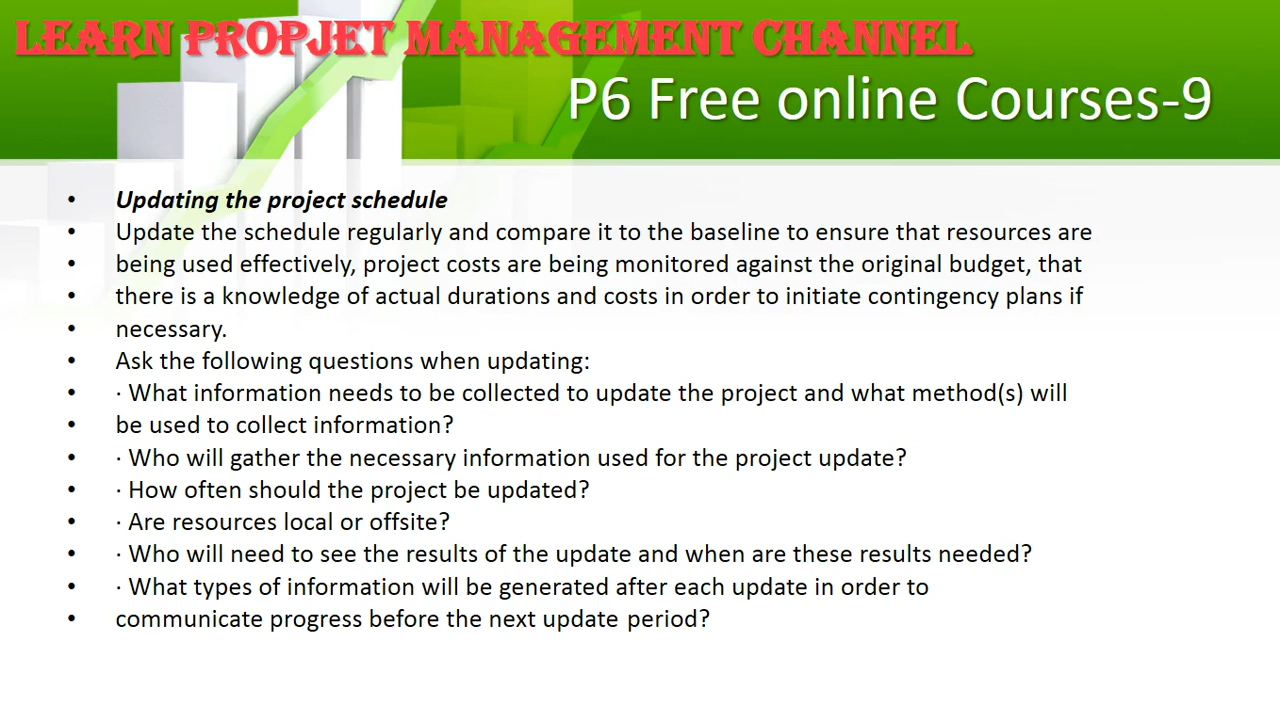 LEARN PROPJET MANAGEMENT CHANNEL
P6 Free online Courses-9
• Updating the project schedule
• Update the schedule regularly and compare it to the baseline to ensure that resources are
• being used effectively, project costs are being monitored against the original budget, that
• there is a knowledge of actual durations and costs in order to initiate contingency plans if
• necessary.
• Ask the following questions when updating:
• · What information needs to be collected to update the project and what method(s) will
• be used to collect information?
• · Who will gather the necessary information used for the project update?
• · How often should the project be updated?
• · Are resources local or offsite?
• · Who will need to see the results of the update and when are these results needed?
• · What types of information will be generated after each update in order to
• communicate progress before the next update period?